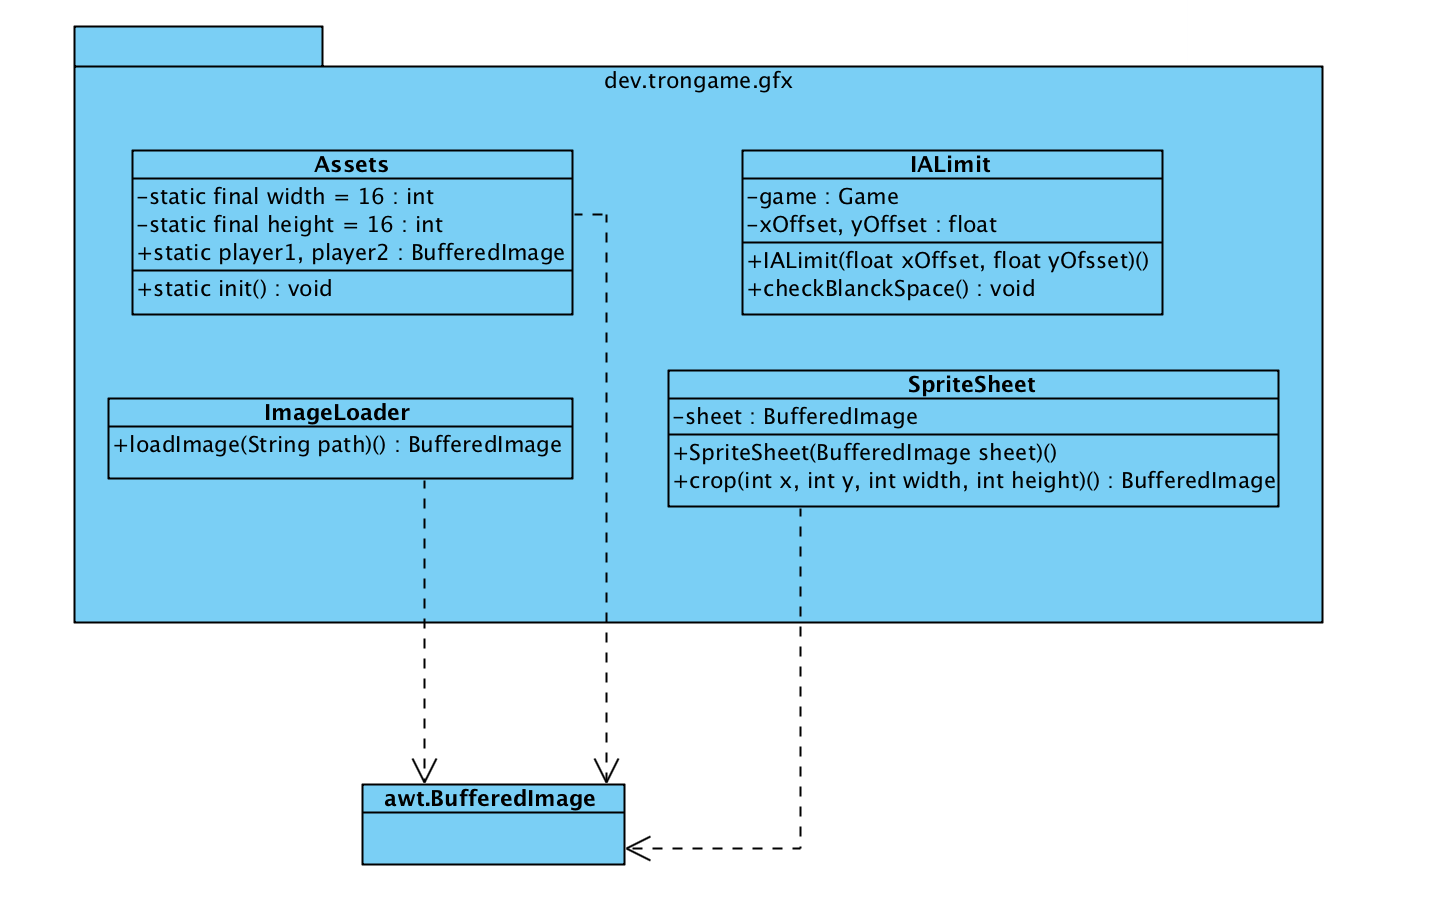 dev.trongame.gfx
Assets
-static final width = 16 : int
-static final height = 16 : int
+static player1, player2 : BufferedImage
+static init() : void
IALimit
-game : Game
-xOffset, yOffset : float
+IALimit(float xOffset, float yOfsset)()
+checkBlanckSpace() : void
ImageLoader
+loadImage(String path)() : BufferedImage
SpriteSheet
-sheet : BufferedImage
+SpriteSheet(BufferedImage sheet)()
+crop(int x, int y, int width, int height)() : BufferedImage
awt.BufferedImage